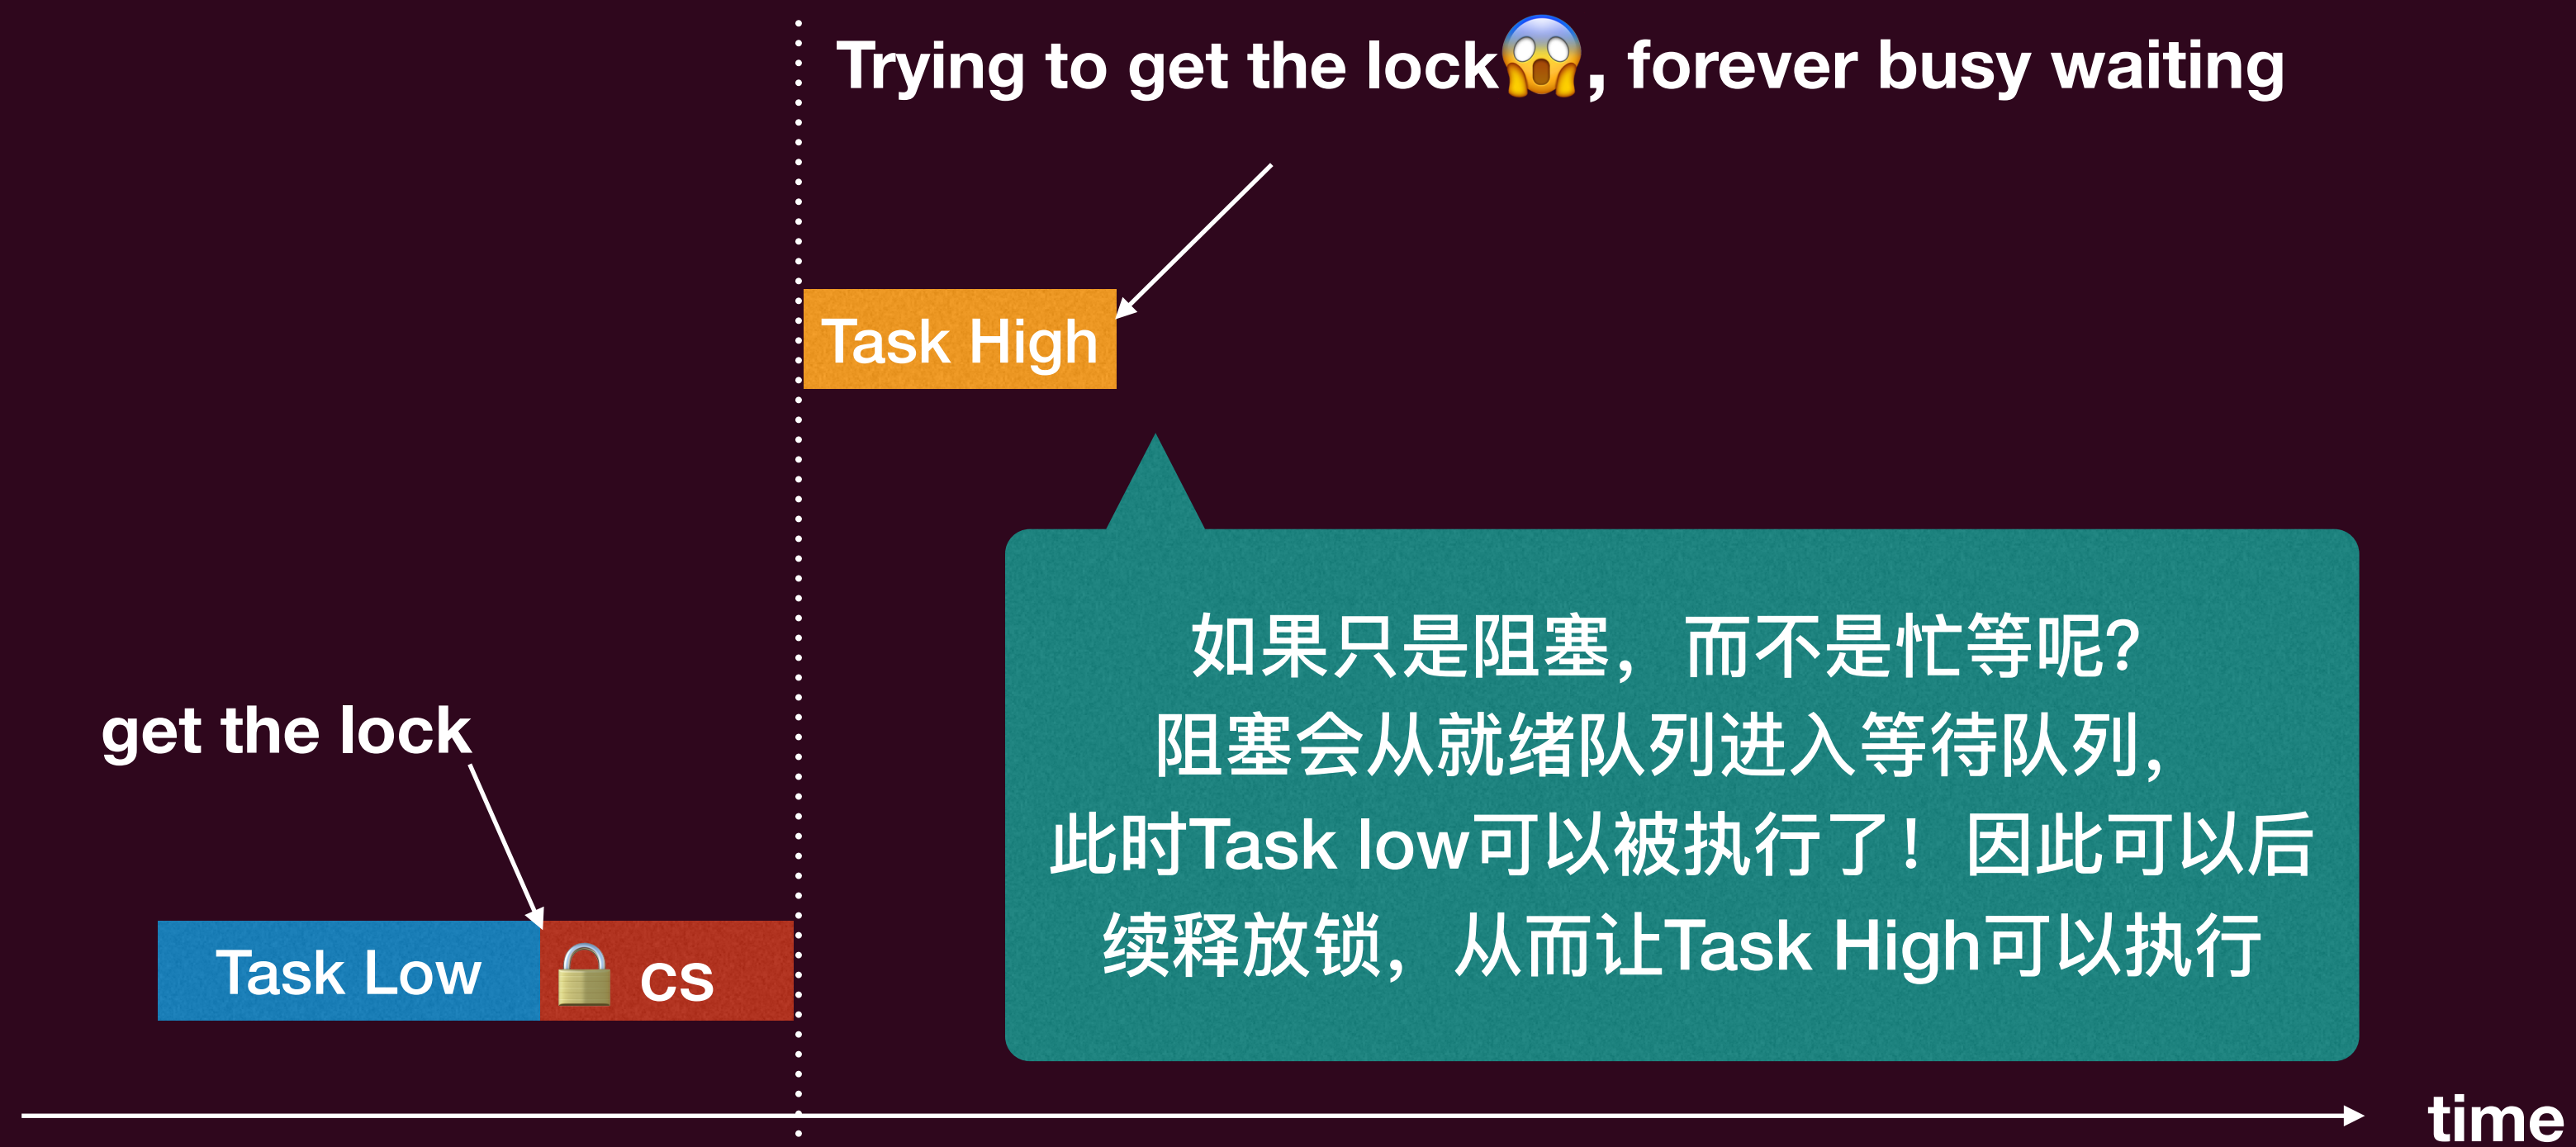 Trying to get the lock😱, forever busy waiting
Task High
如果只是阻塞，而不是忙等呢?
阻塞会从就绪队列进入等待队列，
此时Task low可以被执行了！因此可以后
续释放锁，从而让Task High可以执行
get the lock
Task Low
🔒 cs
time